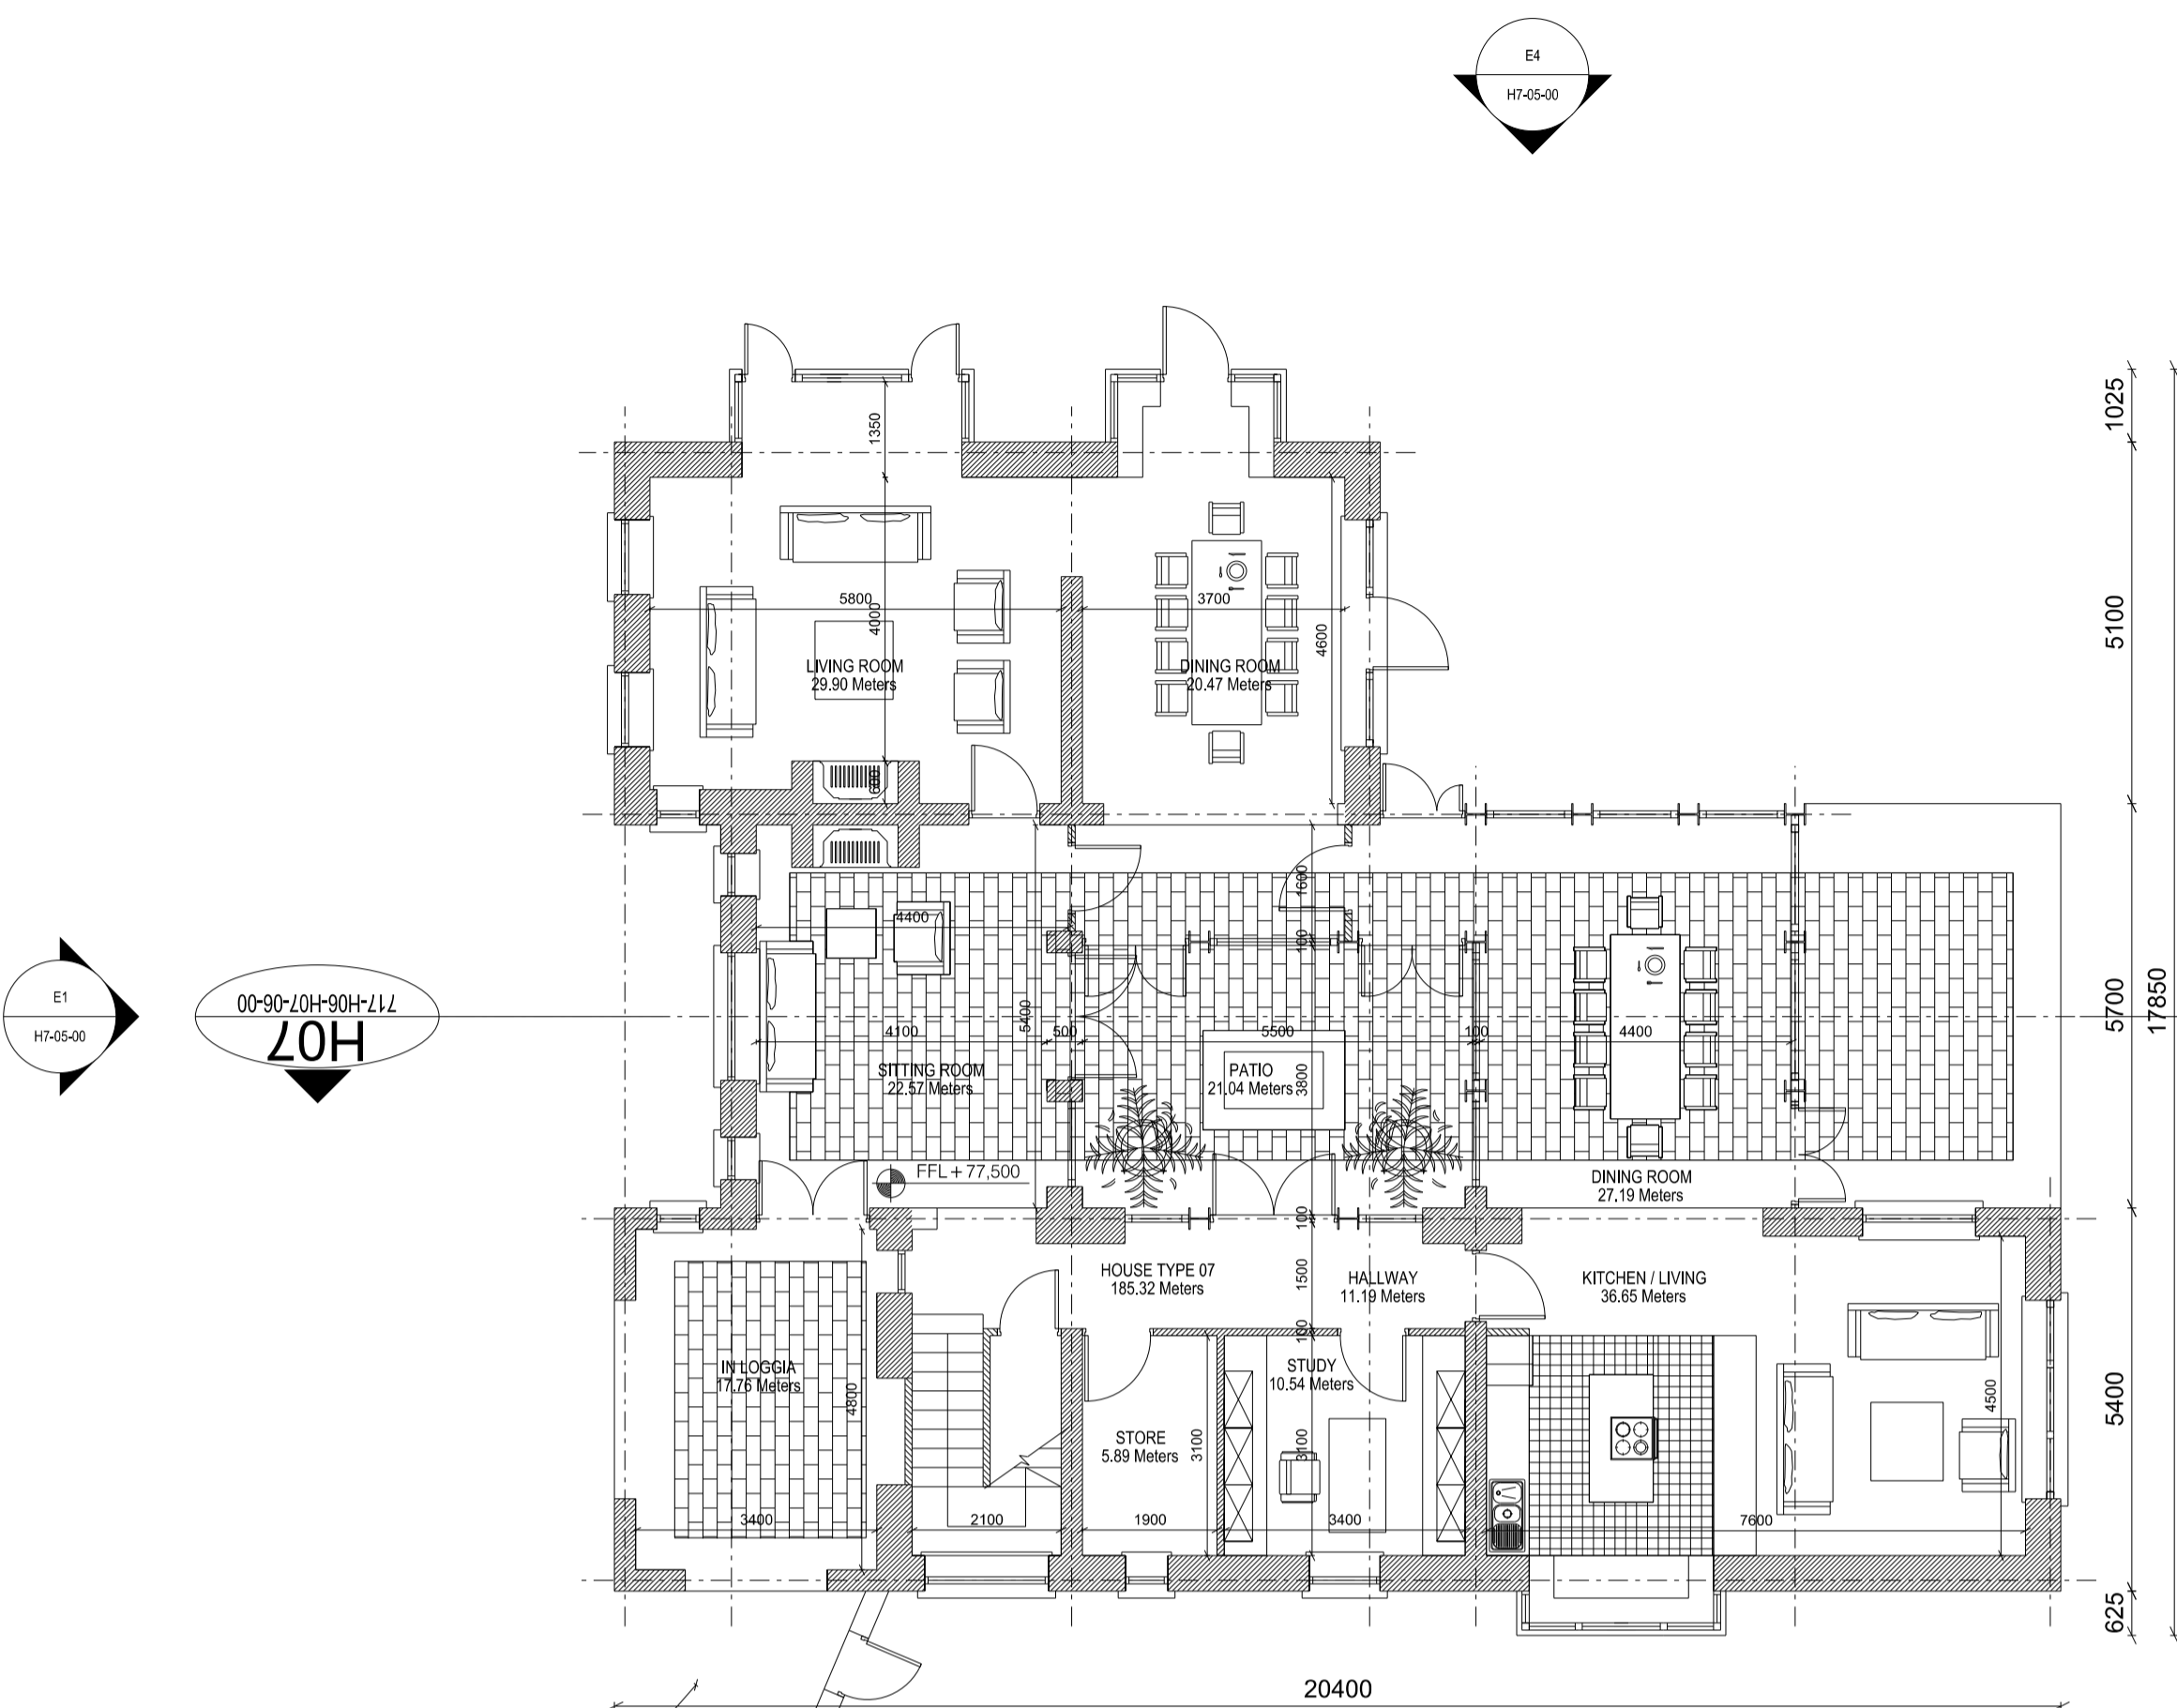 E4
H7-05-00
1025
1350
5100
17850
5800
4000
3700
4600
LIVING ROOM
29.90 Meters
DINING ROOM
20.47 Meters
600
1600
4400
100
E1
H7-05-00
717-H06-H07-06-00
H07
5700
4100
500
5400
5500
100
4400
SITTING ROOM
22.57 Meters
PATIO
21.04 Meters
3800
FFL + 77,500
DINING ROOM
27.19 Meters
100
HOUSE TYPE 07
185.32 Meters
1500
HALLWAY
11.19 Meters
KITCHEN / LIVING
36.65 Meters
100
IN LOGGIA
17.76 Meters
4800
STUDY
10.54 Meters
4500
5400
STORE
5.89 Meters
3100
3100
3400
2100
1900
3400
7600
625
20400